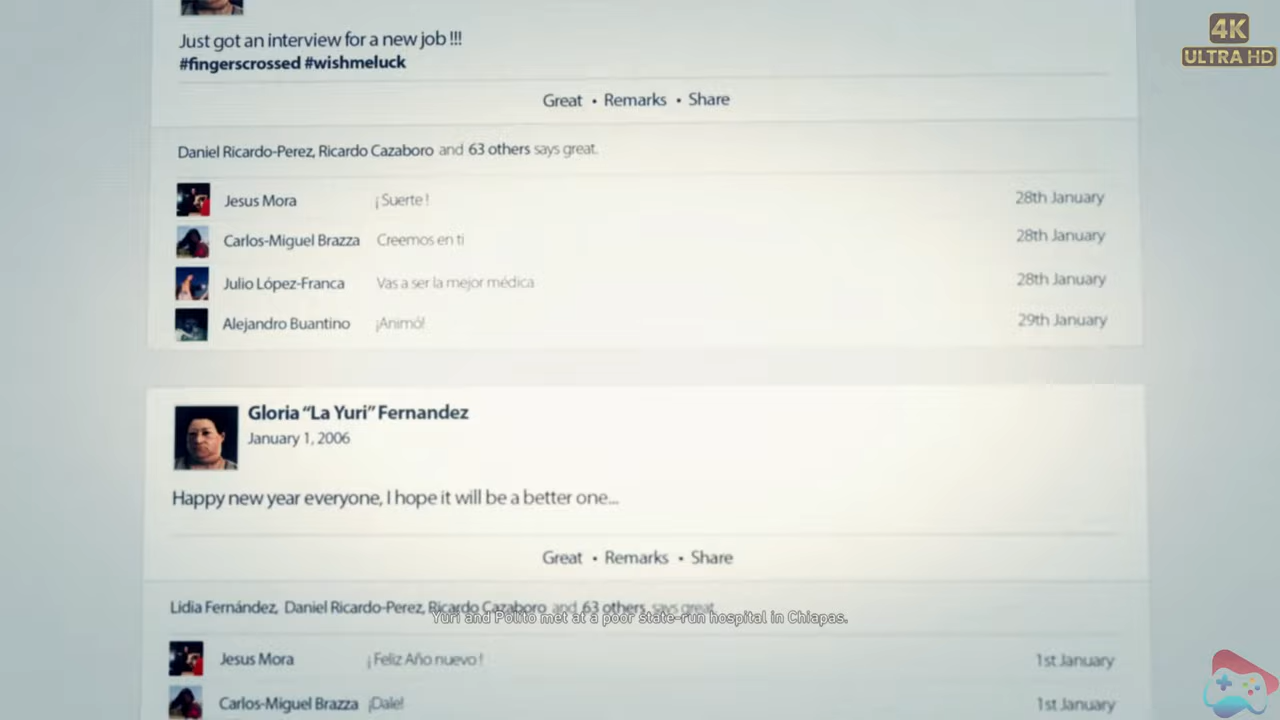 4K
ULTRA HD
Just got an interview for a new job !!!
#fingerscrossed #wishmeluck
Great • Remarks • Share
Daniel Ricardo-Perez, Ricardo Cazaboro and 63 others says great.
Jesus Mora ¡Suerte! 28th January
Carlos-Miguel Brazza Creemos en ti 28th January
Julio López-Franca Vas a ser la mejor médica 28th January
Alejandro Buantino ¡Animó! 29th January
Gloria “La Yuri” Fernandez
January 1, 2006
Happy new year everyone, I hope it will be a better one...
Great • Remarks • Share
Lidia Fernández, Daniel Ricardo-Perez, Ricardo Cazaboro and 63 others says great.
Yuri and Polito met at a poor state-run hospital in Chiapas.
Jesus Mora ¡Feliz Año nuevo! 1st January
Carlos-Miguel Brazza ¡Dale! 1st January